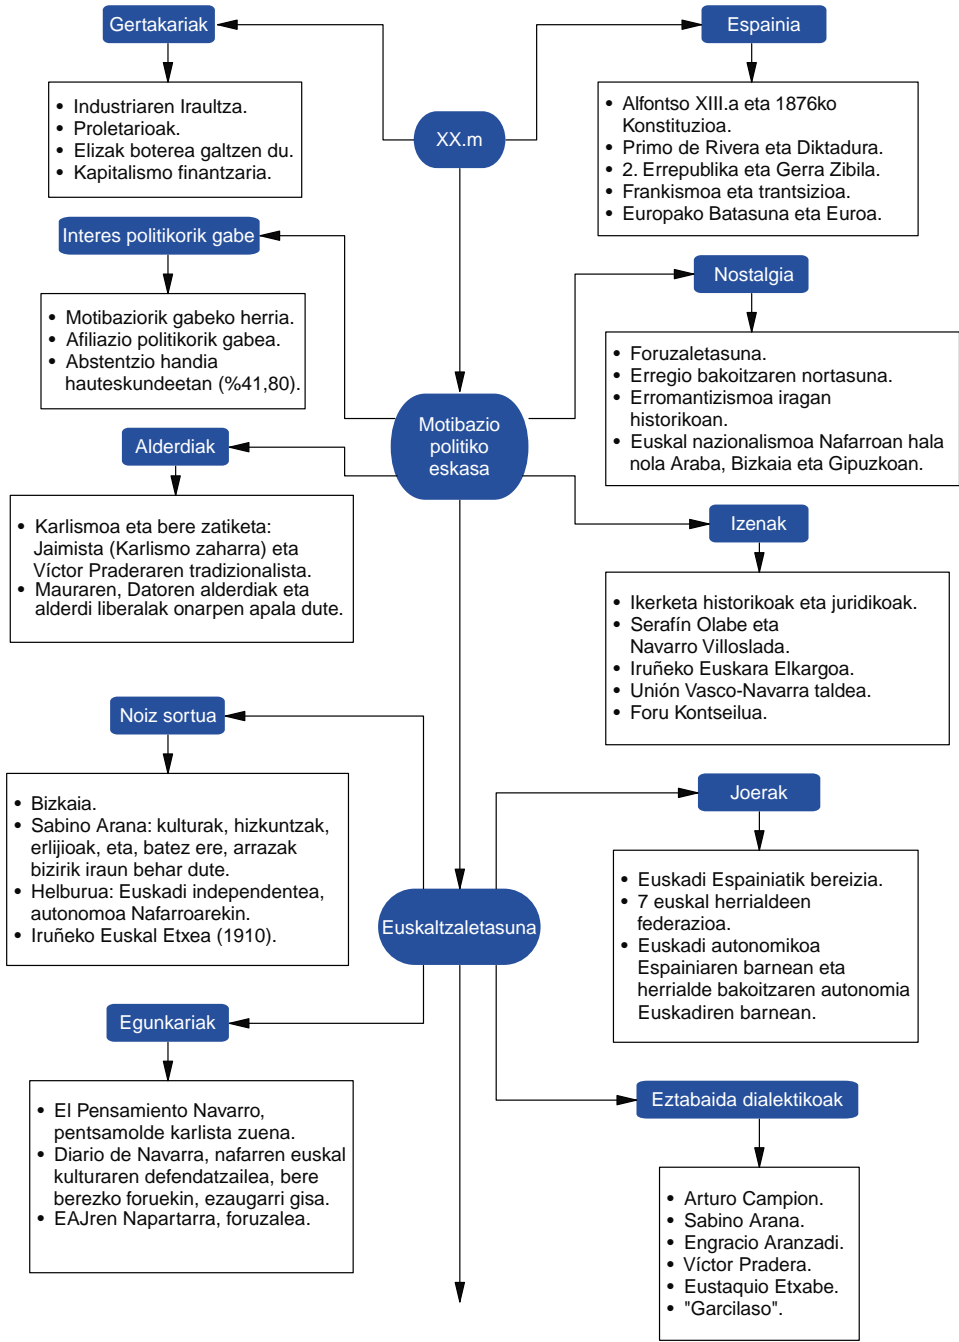 Gertakariak
• Industriaren Iraultza.
• Proletarioak.
• Elizak boterea galtzen du.
• Kapitalismo finantzaria.
XX.m
Espainia
• Alfontso XIII.a eta 1876ko
Konstituzioa.
• Primo de Rivera eta Diktadura.
• 2. Errepublika eta Gerra Zibila.
• Frankismoa eta trantsizioa.
• Europako Batasuna eta Euroa.
Interes politikorik gabe
• Motibaziorik gabeko herria.
• Afiliazio politikorik gabea.
• Abstentzio handia
hauteskundeetan (%41,80).
Nostalgia
• Foruzaletasuna.
• Erregio bakoitzaren nortasuna.
• Erromantizismoa iragan
historikoan.
• Euskal nazionalismoa Nafarroan hala
nola Araba, Bizkaia eta Gipuzkoan.
Motibazio
politiko
eskasa
Alderdiak
• Karlismoa eta bere zatiketa:
Jaimista (Karlismo zaharra) eta
Víctor Praderaren tradizionalista.
• Mauraren, Datoren alderdiak eta
alderdi liberalak onarpen apala dute.
Izenak
• Ikerketa historikoak eta juridikoak.
• Serafín Olabe eta
Navarro Villoslada.
• Iruñeko Euskara Elkargoa.
• Unión Vasco-Navarra taldea.
• Foru Kontseilua.
Noiz sortua
• Bizkaia.
• Sabino Arana: kulturak, hizkuntzak,
erlijioak, eta, batez ere, arrazak
bizirik iraun behar dute.
• Helburua: Euskadi independentea,
autonomoa Nafarroarekin.
• Iruñeko Euskal Etxea (1910).
Joerak
• Euskadi Espainiatik bereizia.
• 7 euskal herrialdeen
federazioa.
• Euskadi autonomikoa
Espainiaren barnean eta
herrialde bakoitzaren autonomia
Euskadiren barnean.
Euskaltzaletasuna
Egunkariak
• El Pensamiento Navarro,
pentsamolde karlista zuena.
• Diario de Navarra, nafarren euskal
kulturaren defendatzailea, bere
berezko foruekin, ezaugarri gisa.
• EAJren Napartarra, foruzalea.
Eztabaida dialektikoak
• Arturo Campion.
• Sabino Arana.
• Engracio Aranzadi.
• Víctor Pradera.
• Eustaquio Etxabe.
• "Garcilaso".